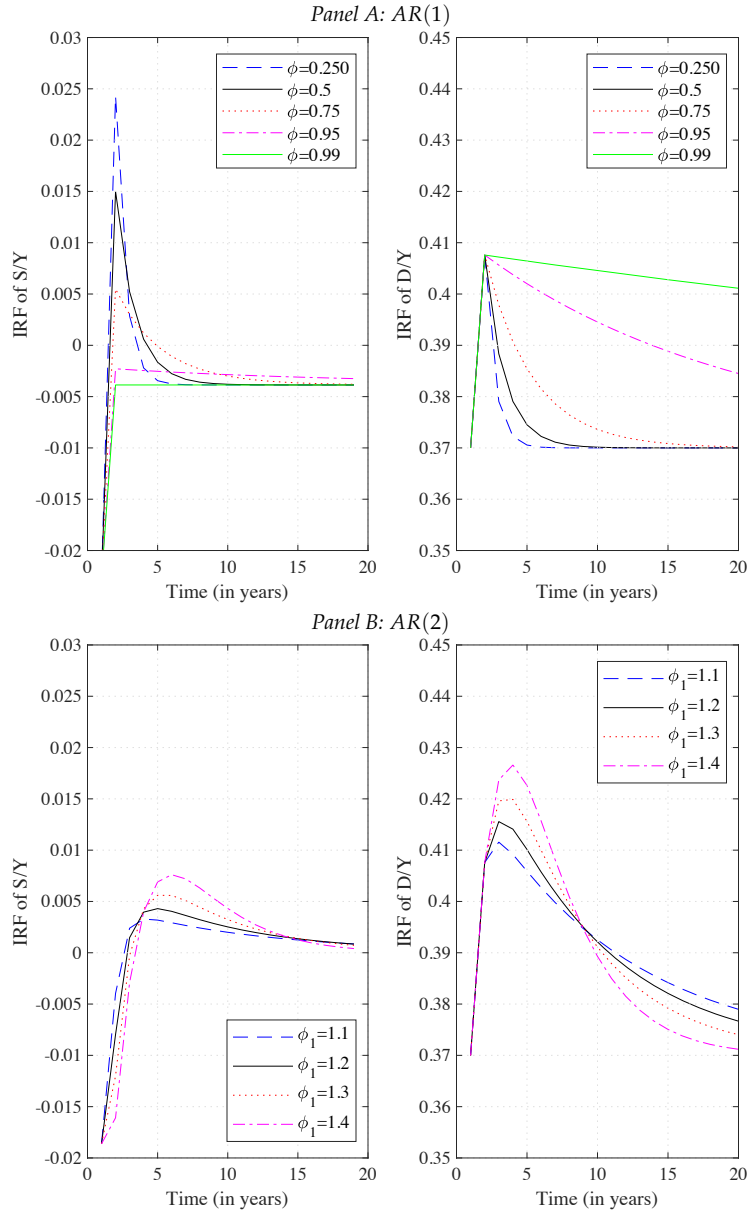 Panel A: AR(1)
0.03
0.025
0.02
0.015
0.01
0.005
0
-0.005
-0.01
-0.015
-0.02
IRF of S/Y
0 5 10 15 20
Time (in years)
ϕ=0.250
ϕ=0.5
ϕ=0.75
ϕ=0.95
ϕ=0.99
0.45
0.44
0.43
0.42
0.41
0.4
0.39
0.38
0.37
0.36
0.35
IRF of D/Y
0 5 10 15 20
Time (in years)
ϕ=0.250
ϕ=0.5
ϕ=0.75
ϕ=0.95
ϕ=0.99
Panel B: AR(2)
0.03
0.025
0.02
0.015
0.01
0.005
0
-0.005
-0.01
-0.015
-0.02
IRF of S/Y
0 5 10 15 20
Time (in years)
ϕ₁=1.1
ϕ₁=1.2
ϕ₁=1.3
ϕ₁=1.4
0.45
0.44
0.43
0.42
0.41
0.4
0.39
0.38
0.37
0.36
0.35
IRF of D/Y
0 5 10 15 20
Time (in years)
ϕ₁=1.1
ϕ₁=1.2
ϕ₁=1.3
ϕ₁=1.4